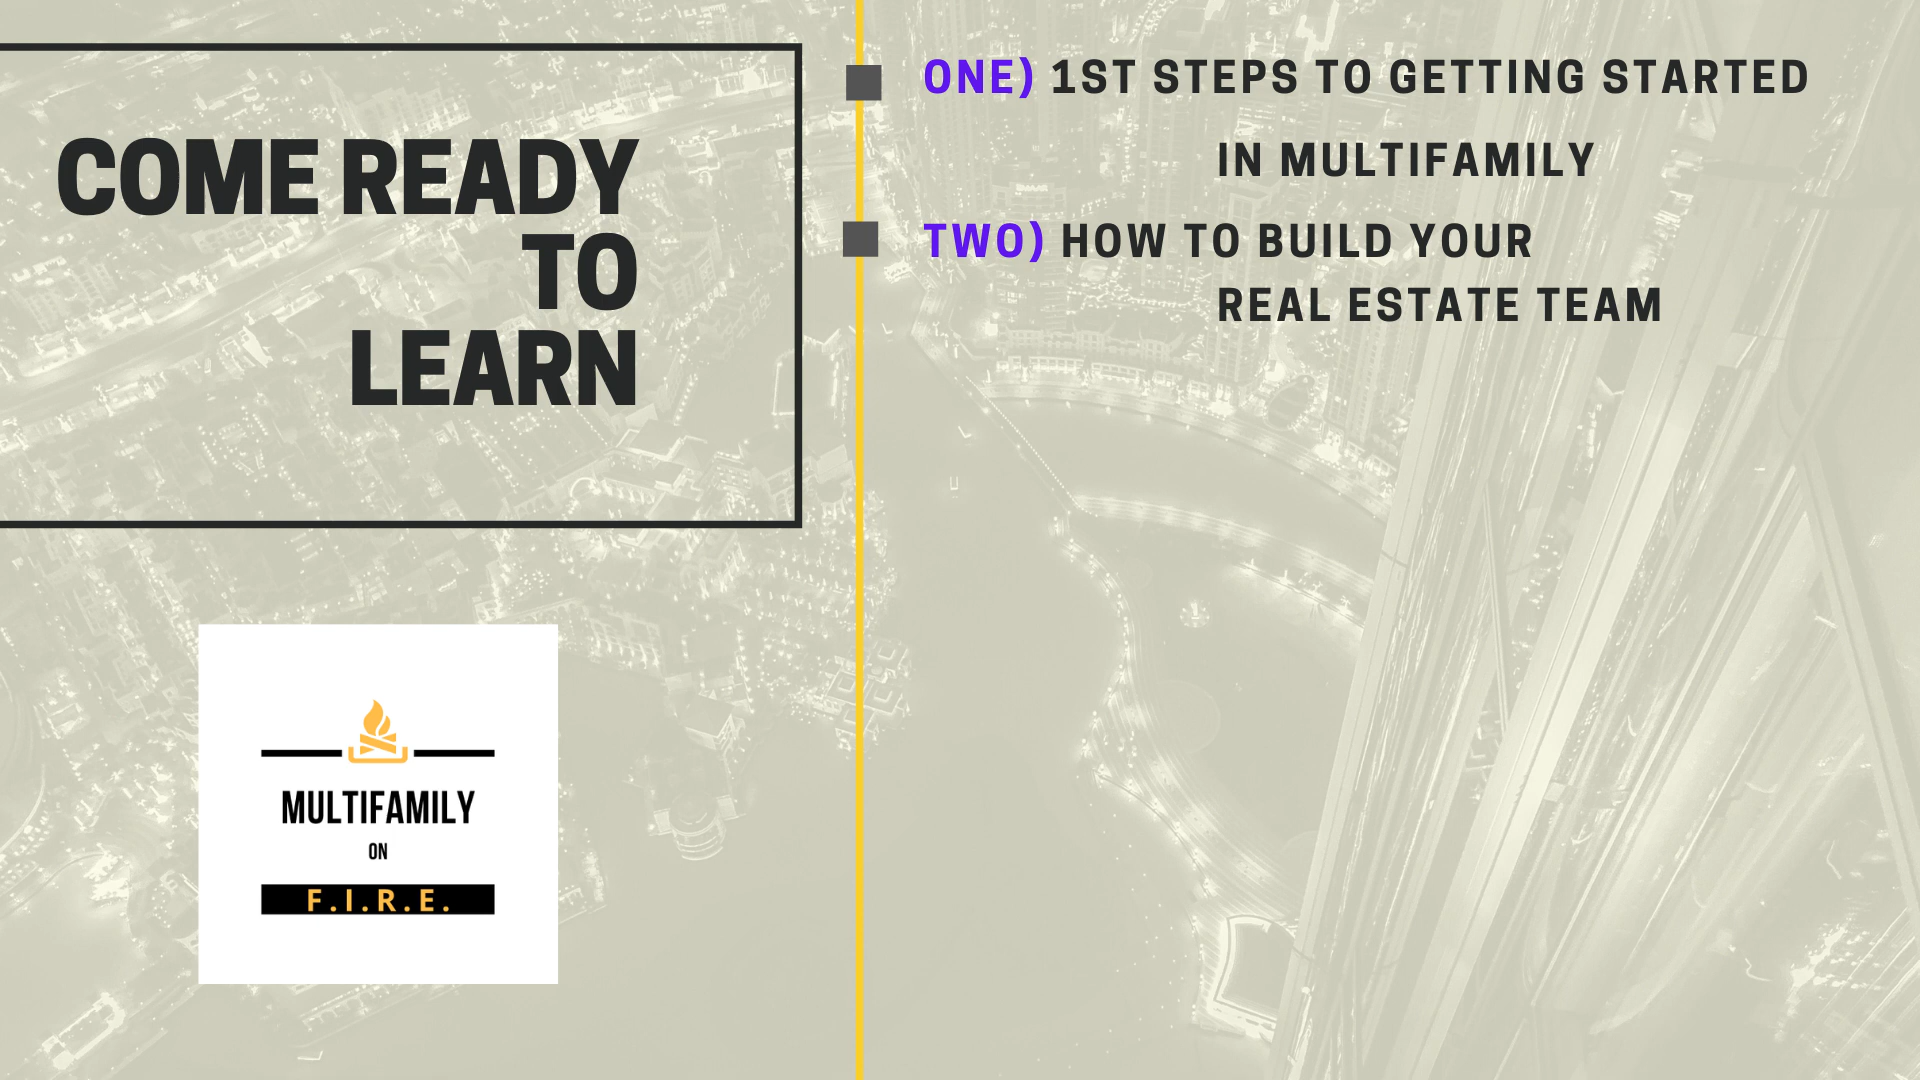 COME READY
TO
LEARN
ONE) 1ST STEPS TO GETTING STARTED
IN MULTIFAMILY
TWO) HOW TO BUILD YOUR
REAL ESTATE TEAM
MULTIFAMILY
ON
F.I.R.E.